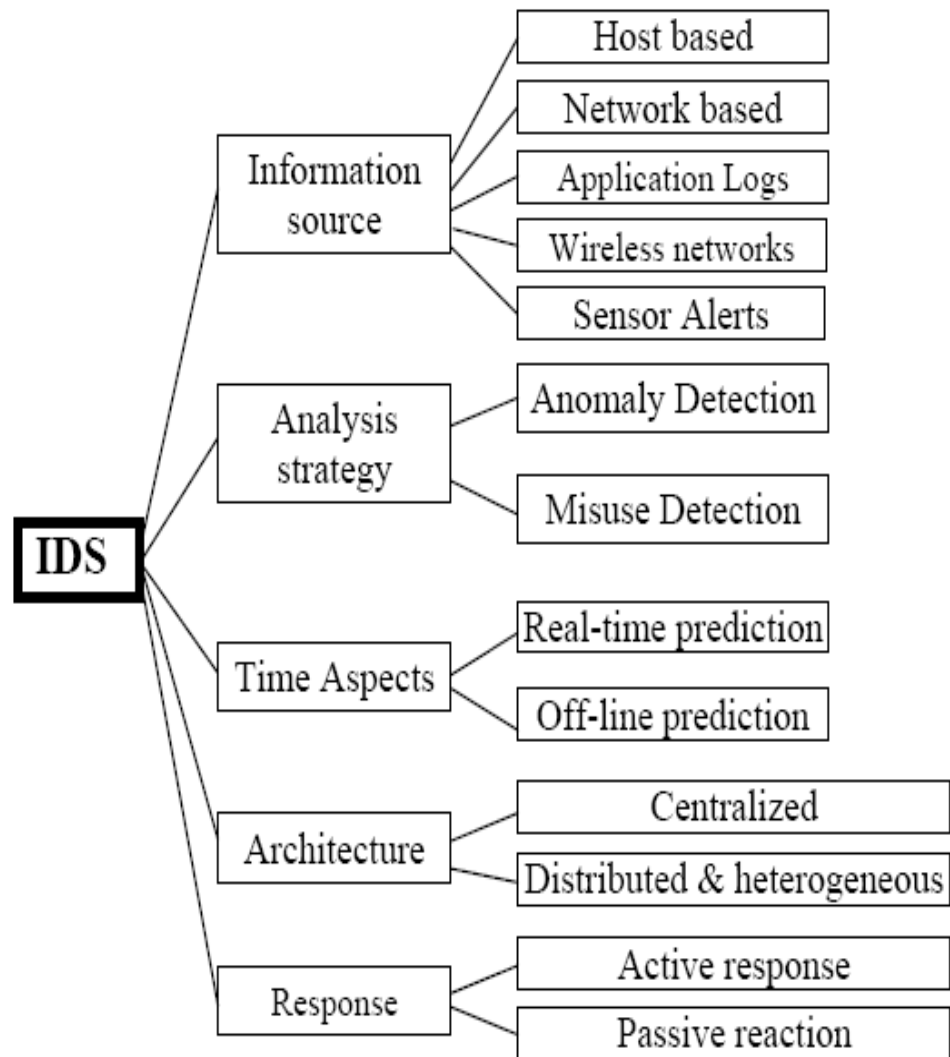 Host based
Network based
Information
source
Application Logs
Wireless networks
Sensor Alerts
Analysis
strategy
Anomaly Detection
Misuse Detection
IDS
Real-time prediction
Time Aspects
Off-line prediction
Centralized
Architecture
Distributed & heterogeneous
Active response
Response
Passive reaction